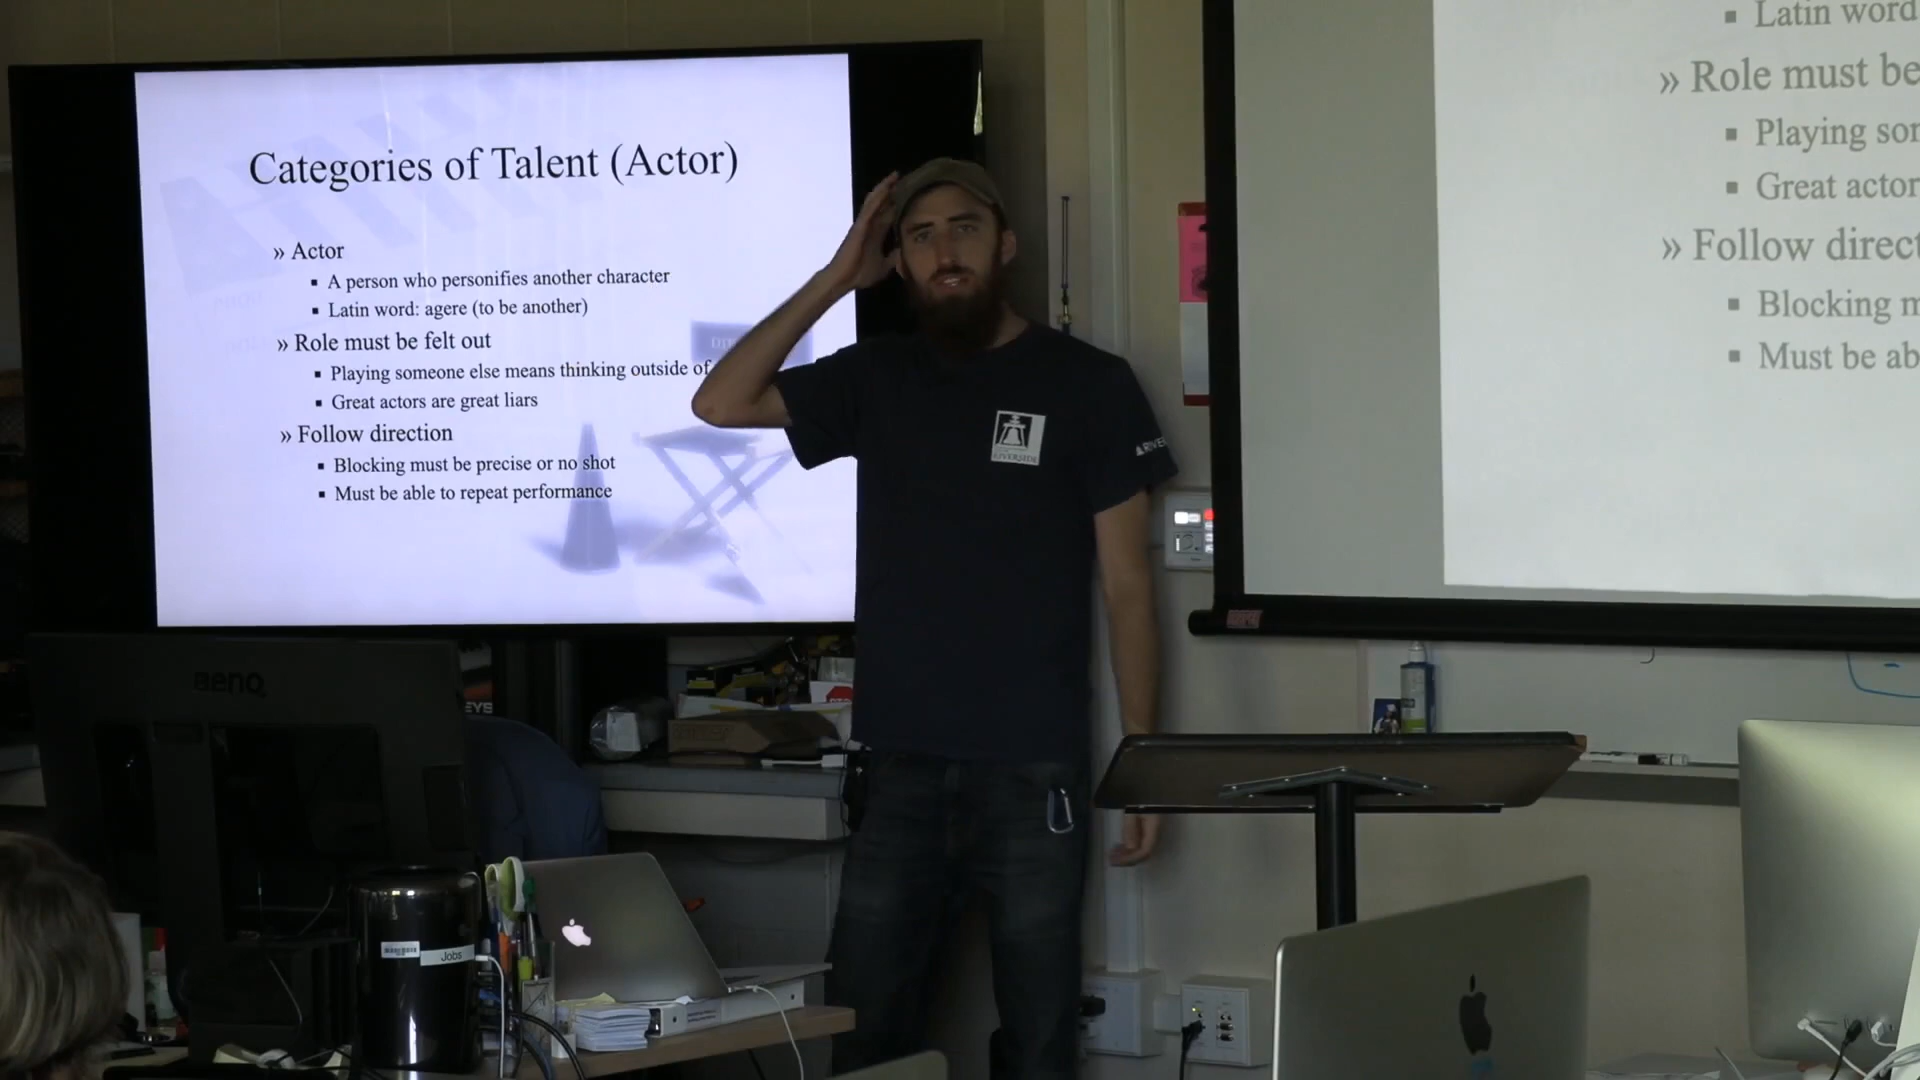 Categories of Talent (Actor)
» Actor
▪ A person who personifies another character
▪ Latin word: agere (to be another)
» Role must be felt out
▪ Playing someone else means thinking outside of
▪ Great actors are great liars
» Follow direction
▪ Blocking must be precise or no shot
▪ Must be able to repeat performance
▪ Latin word
» Role must be
▪ Playing
▪ Great actor
» Follow direct
▪ Blocking
▪ Must be ab
RIVERSIDE
RIVE
BenQ
EYS
Jobs